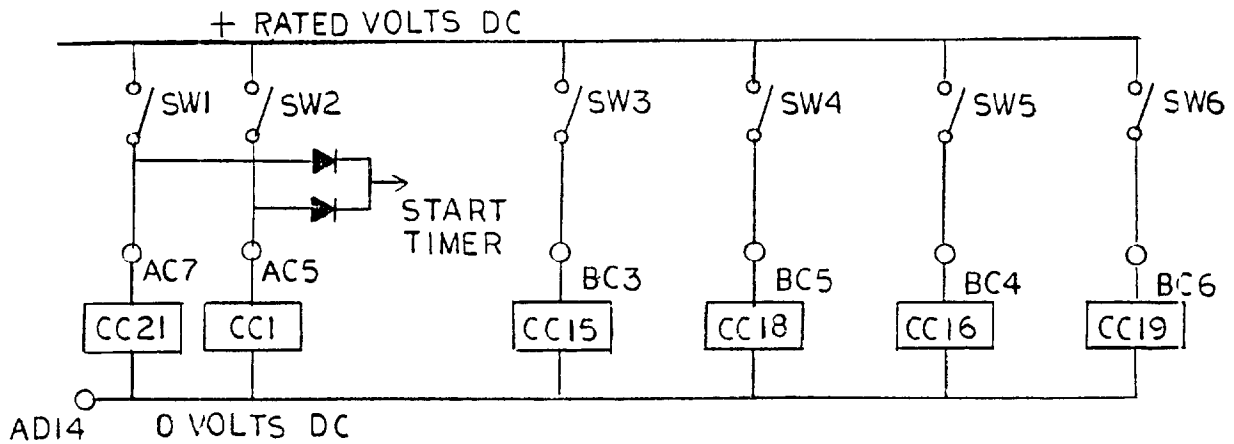 + RATED VOLTS DC
SW1
SW2
SW3
SW4
SW5
SW6
START
TIMER
AC7
AC5
BC3
BC5
BC4
BC6
CC21
CC1
CC15
CC18
CC16
CC19
AD14
0 VOLTS DC